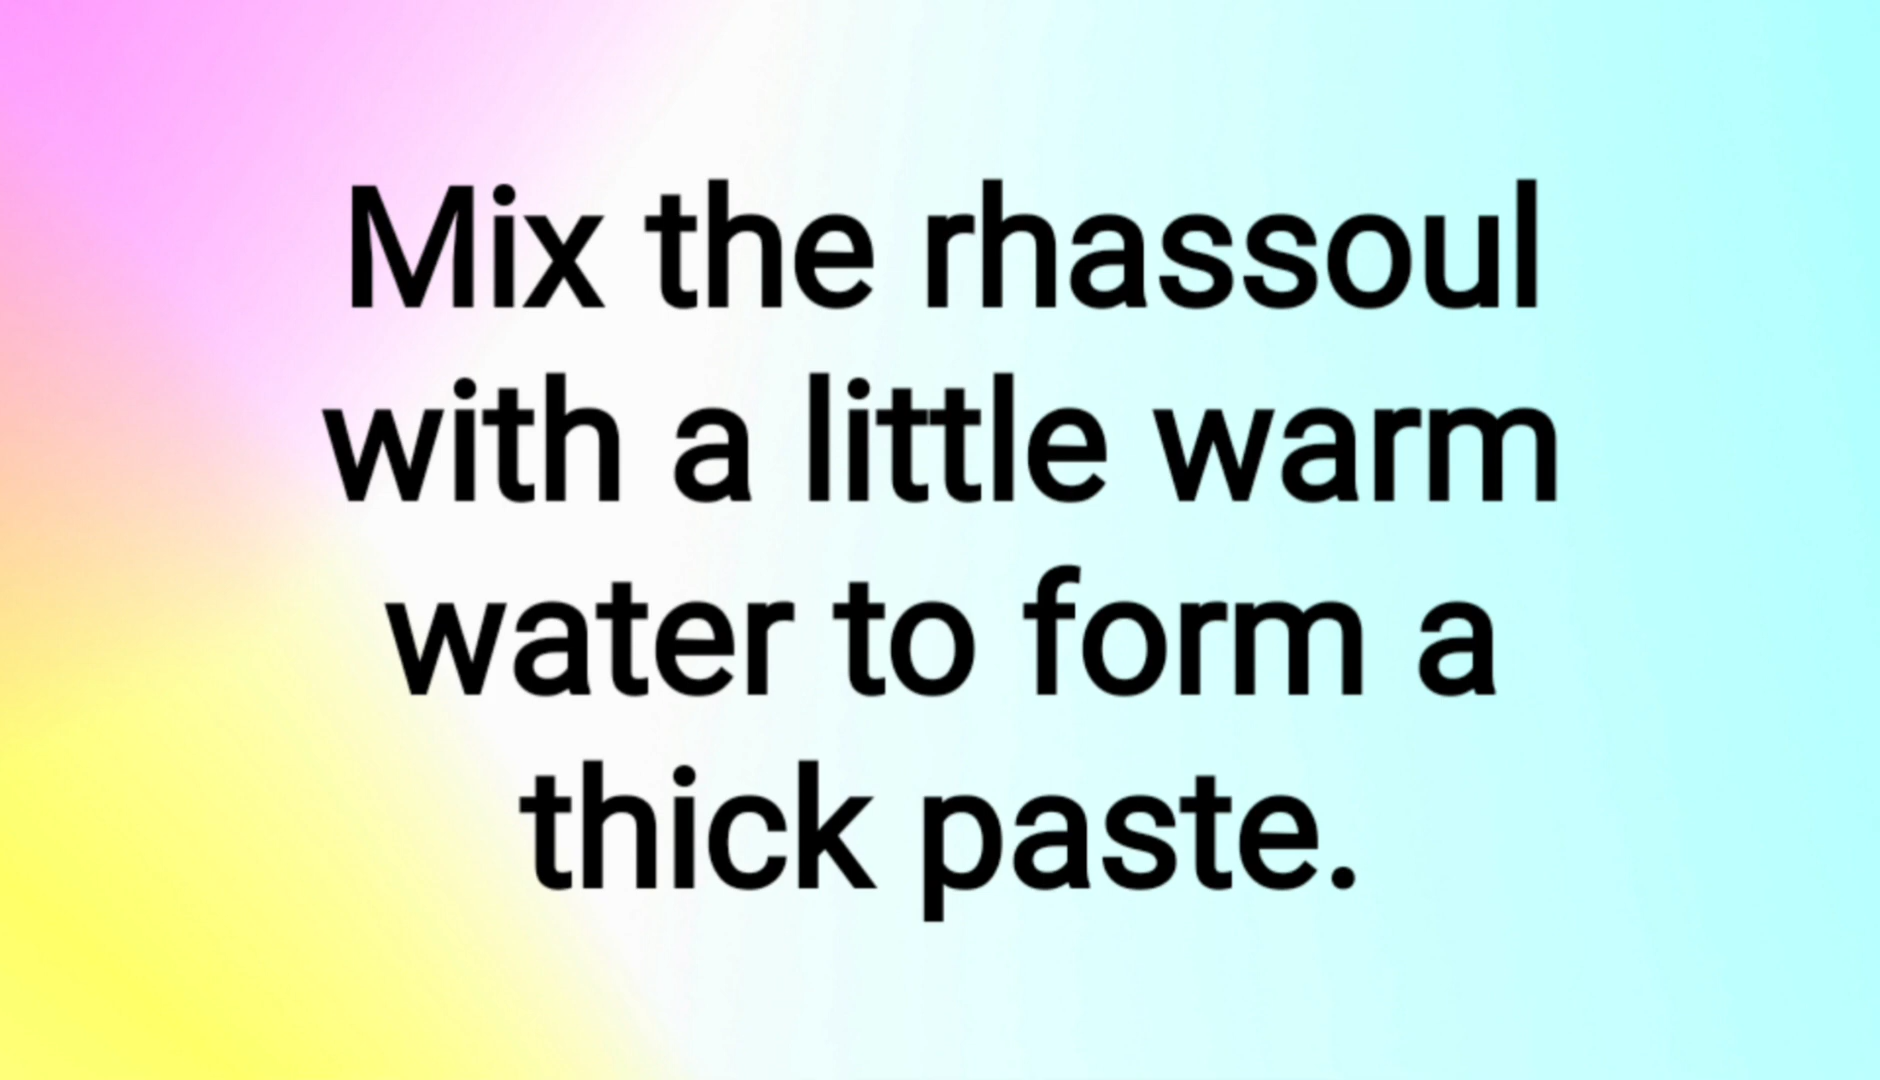 Mix the rhassoul
with a little warm
water to form a
thick paste.